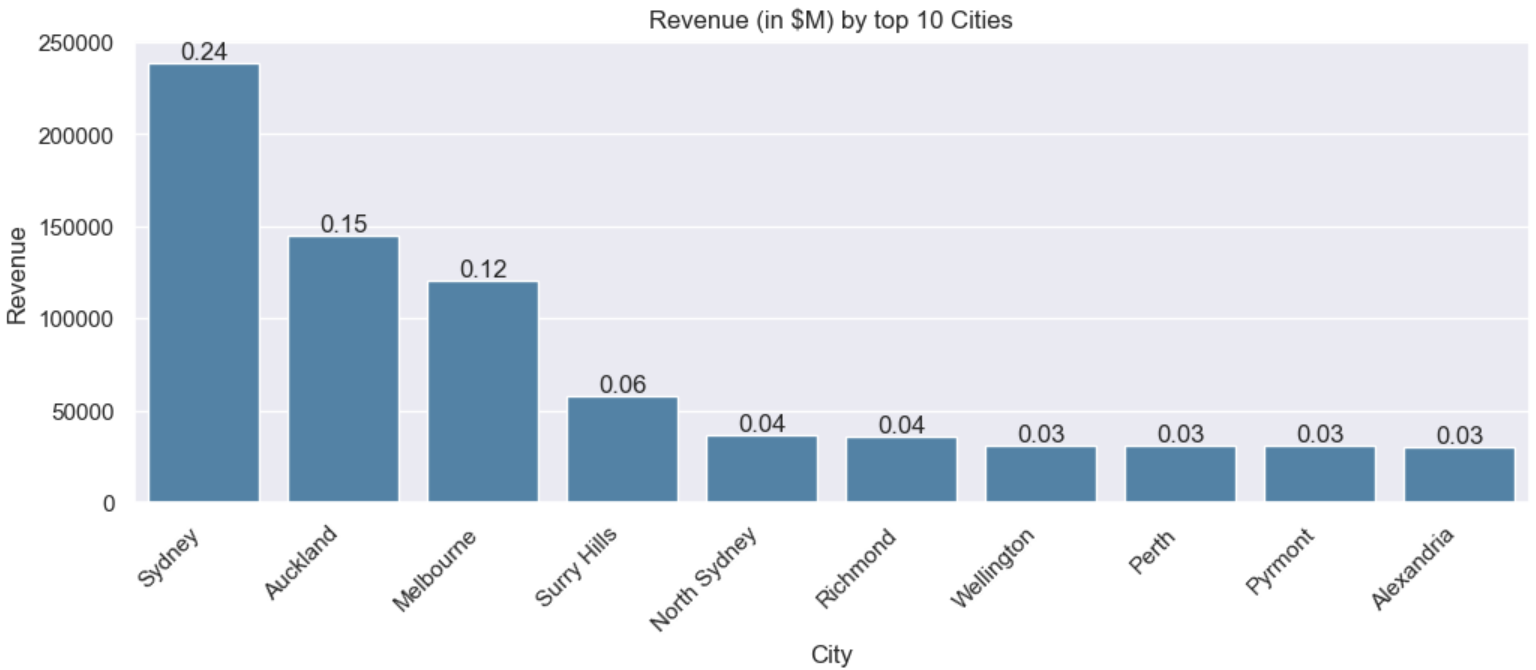 Revenue (in $M) by top 10 Cities
Revenue
250000
200000
150000
100000
50000
0
0.24
0.15
0.12
0.06
0.04
0.04
0.03
0.03
0.03
0.03
Sydney
Auckland
Melbourne
Surry Hills
North Sydney
Richmond
Wellington
Perth
Pyrmont
Alexandria
City